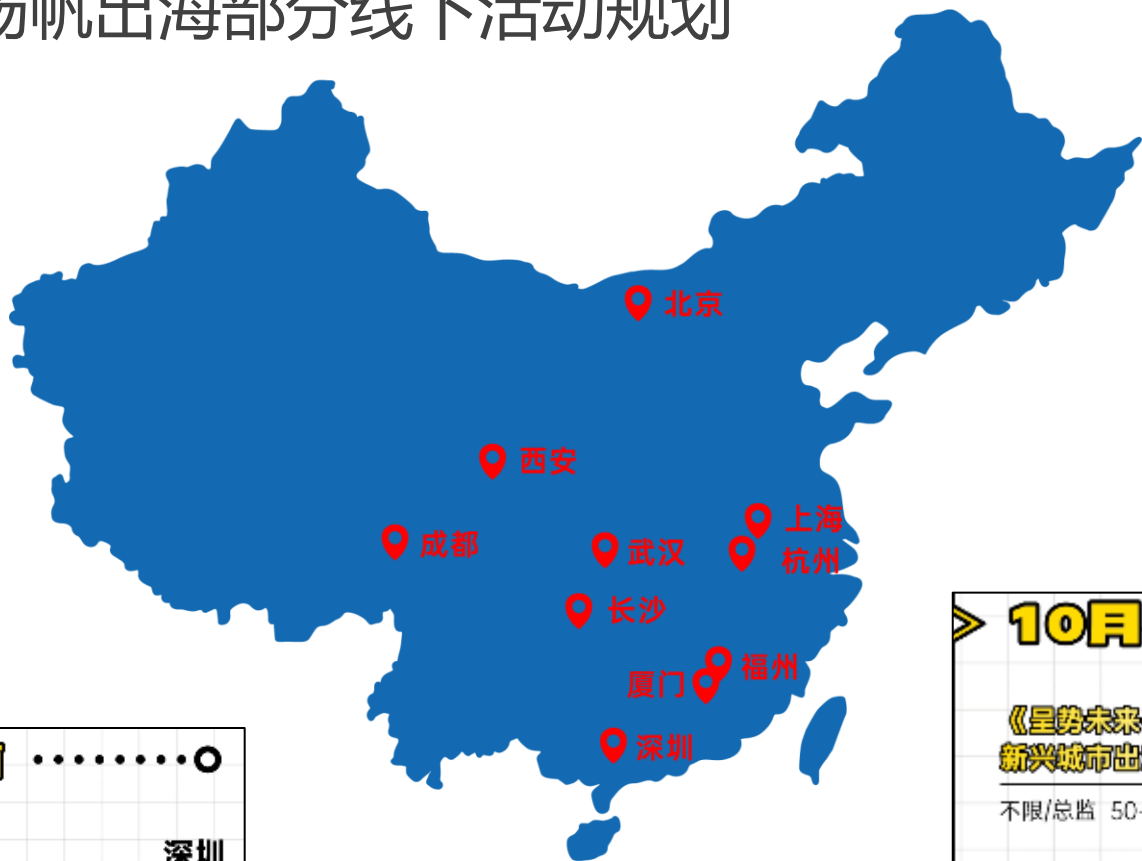 扬帆出海部分线下活动规划
北京
西安
上海
成都
武汉
杭州
长沙
福州
厦门
深圳
深圳
10月
《呈势未来
新兴城市出
不限/总监 50